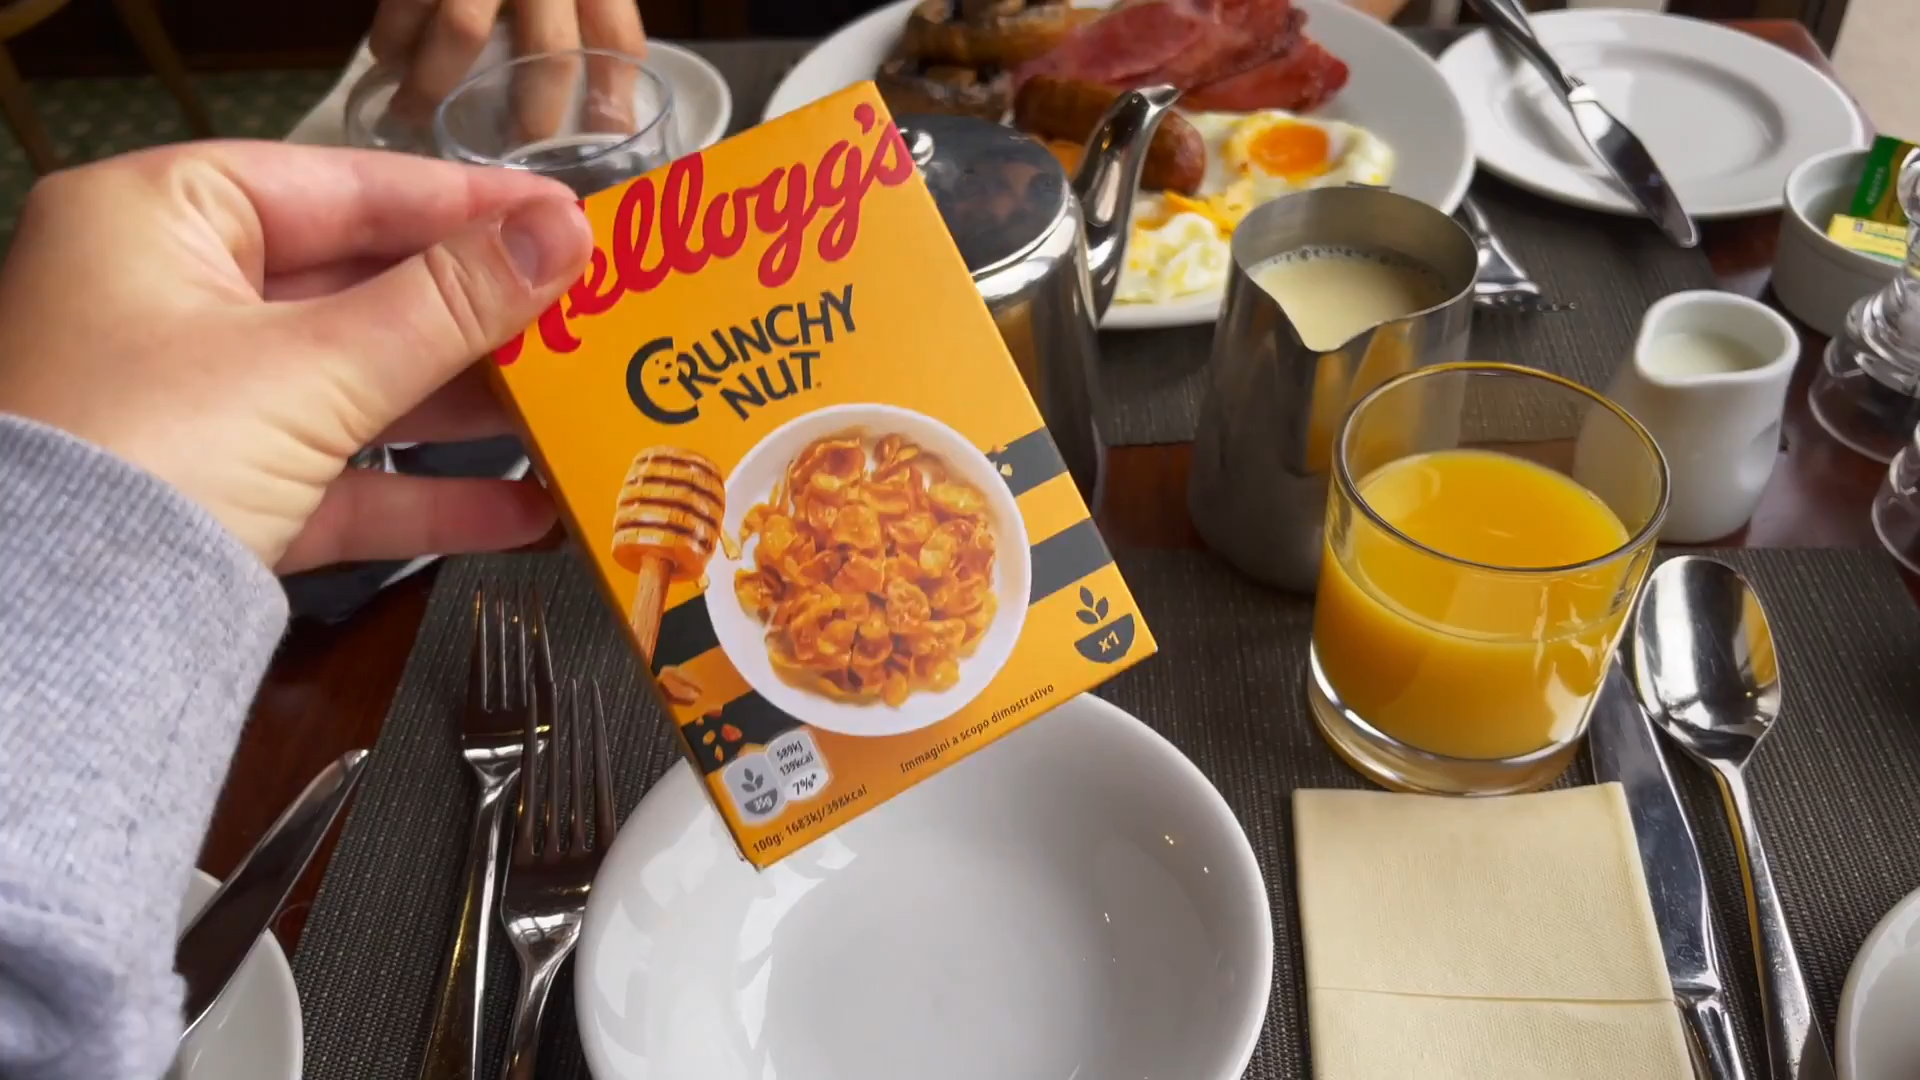 Kellogg's
CRUNCHY
NUT
x1
589kJ
139kcal
7%*
35g
Immagini a scopo dimostrativo
100g: 1683kJ/398kcal